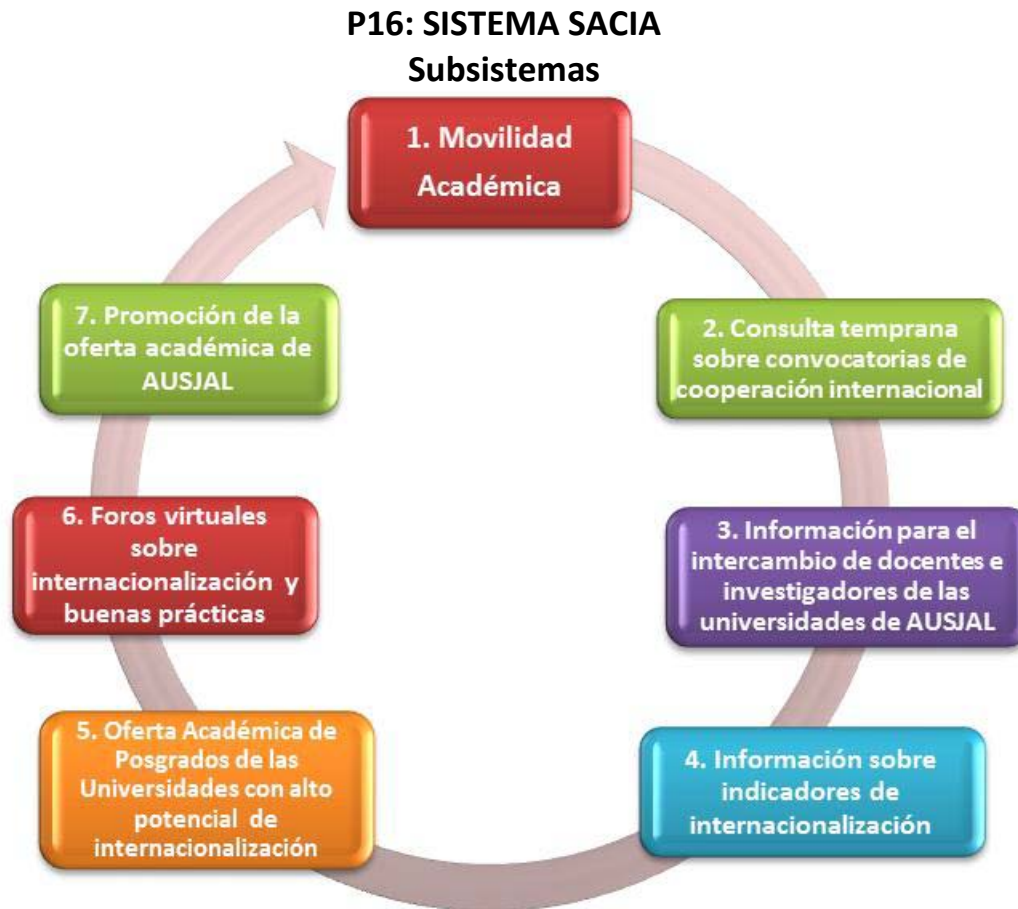 P16: SISTEMA SACIA
Subsistemas
1. Movilidad
Académica
2. Consulta temprana
sobre convocatorias de
cooperación internacional
3. Información para el
intercambio de docentes e
investigadores de las
universidades de AUSJAL
4. Información sobre
indicadores de
internacionalización
5. Oferta Académica de
Posgrados de las
Universidades con alto
potencial de
internacionalización
6. Foros virtuales
sobre
internacionalización y
buenas prácticas
7. Promoción de la
oferta académica de
AUSJAL